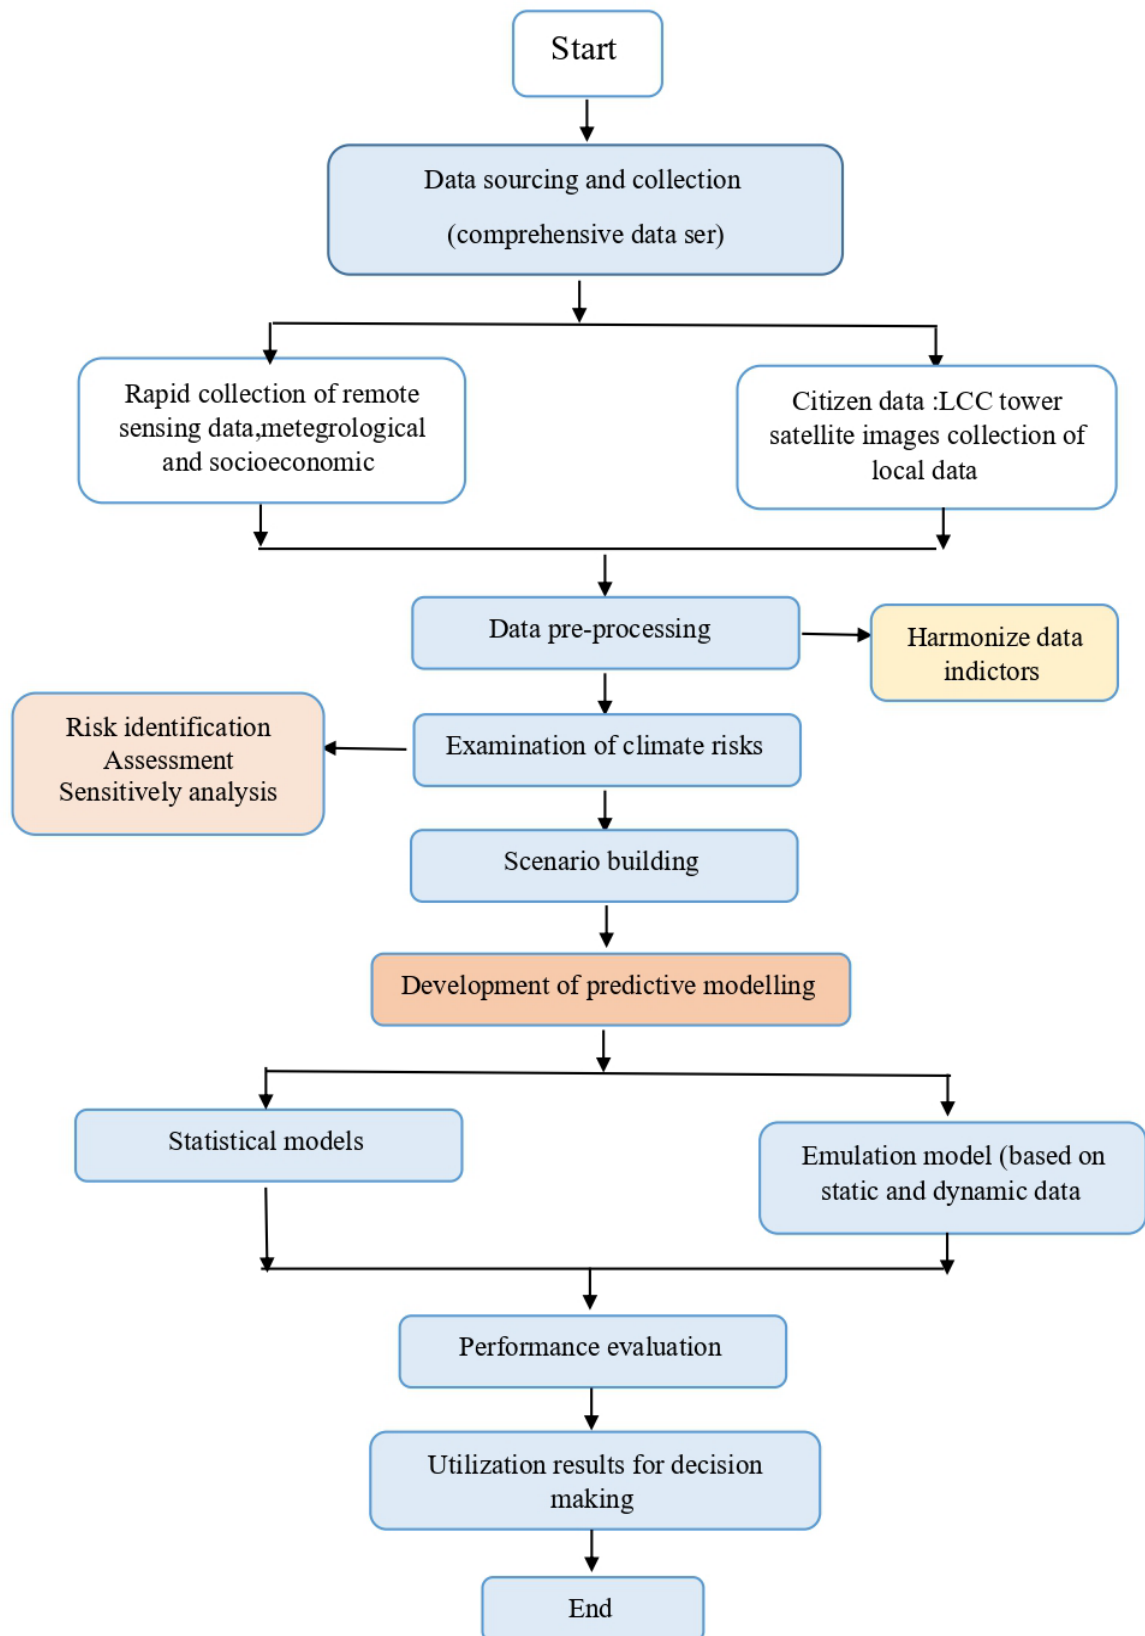 Start
Data sourcing and collection
(comprehensive data ser)
Rapid collection of remote
sensing data,metegrological
and socioeconomic
Citizen data :LCC tower
satellite images collection of
local data
Data pre-processing
Harmonize data
indictors
Risk identification
Assessment
Sensitively analysis
Examination of climate risks
Scenario building
Development of predictive modelling
Statistical models
Emulation model (based on
static and dynamic data
Performance evaluation
Utilization results for decision
making
End